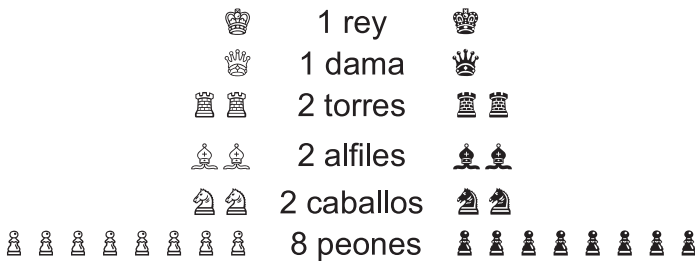 1 rey
1 dama
2 torres
2 alfiles
2 caballos
8 peones